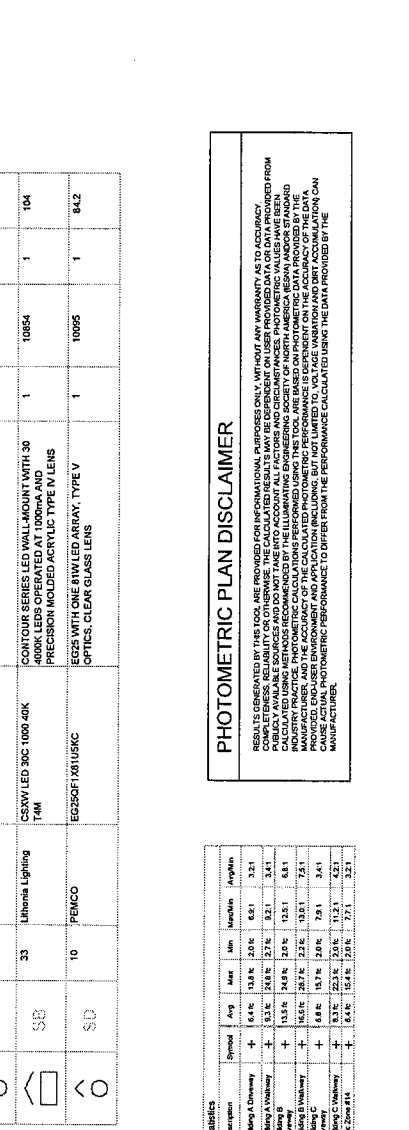 SB
33
Lithonia Lighting
CSXW LED 30C 1000 40K
T4M
CONTOUR SERIES LED WALL-MOUNT WITH 30
4000K LEDS OPERATED AT 1000mA AND
PRECISION MOLDED ACRYLIC TYPE IV LENS
1
10854
1
104
SD
10
PEMCO
EG25QF1X81U5KC
EG25 WITH ONE 81W LED ARRAY, TYPE V
OPTICS, CLEAR GLASS LENS
1
10095
1
84.2
PHOTOMETRIC PLAN DISCLAIMER
RESULTS GENERATED BY THIS TOOL ARE PROVIDED FOR INFORMATIONAL PURPOSES ONLY, WITHOUT ANY WARRANTY AS TO ACCURACY,
COMPLETENESS, RELIABILITY OR OTHERWISE. THE CALCULATED RESULTS MAY BE DEPENDENT ON USER PROVIDED DATA OR DATA PROVIDED FROM
PUBLICLY AVAILABLE SOURCES AND DO NOT TAKE INTO ACCOUNT ALL FACTORS AND CIRCUMSTANCES. PHOTOMETRIC VALUES HAVE BEEN
CALCULATED USING METHODS RECOMMENDED BY THE ILLUMINATING ENGINEERING SOCIETY OF NORTH AMERICA (IESNA) AND/OR STANDARD
INDUSTRY PRACTICE. PHOTOMETRIC CALCULATIONS PERFORMED USING THIS TOOL ARE BASED ON PHOTOMETRIC DATA PROVIDED BY THE
MANUFACTURER, AND THE ACCURACY OF THE CALCULATED PHOTOMETRIC PERFORMANCE IS DEPENDENT ON THE ACCURACY OF THE DATA
PROVIDED. END-USER ENVIRONMENT AND APPLICATION (INCLUDING, BUT NOT LIMITED TO, VOLTAGE VARIATION AND DIRT ACCUMULATION) CAN
CAUSE ACTUAL PHOTOMETRIC PERFORMANCE TO DIFFER FROM THE PERFORMANCE CALCULATED USING THE DATA PROVIDED BY THE
MANUFACTURER.
atistics
scription Symbol Avg Max Min Max/Min Avg/Min
lding A Driveway + 6.4 fc 13.8 fc 2.0 fc 6.9:1 3.2:1
lding A Walkway + 9.3 fc 24.8 fc 2.7 fc 9.2:1 3.4:1
lding B
veway + 13.5 fc 24.9 fc 2.0 fc 12.5:1 6.8:1
lding B Walkway + 16.5 fc 28.7 fc 2.2 fc 13.0:1 7.5:1
lding C
veway + 6.8 fc 15.7 fc 2.0 fc 7.9:1 3.4:1
lding C Walkway + 8.3 fc 22.3 fc 2.0 fc 11.2:1 4.2:1
c Zone #14 + 6.4 fc 15.4 fc 2.0 fc 7.7:1 3.2:1